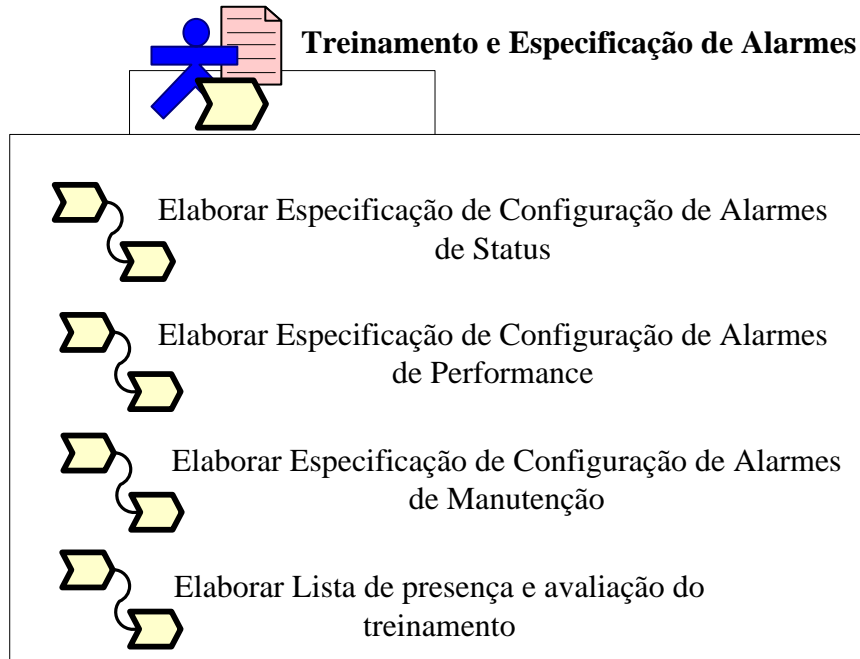 Treinamento e Especificação de Alarmes
Elaborar Especificação de Configuração de Alarmes
de Status
Elaborar Especificação de Configuração de Alarmes
de Performance
Elaborar Especificação de Configuração de Alarmes
de Manutenção
Elaborar Lista de presença e avaliação do
treinamento